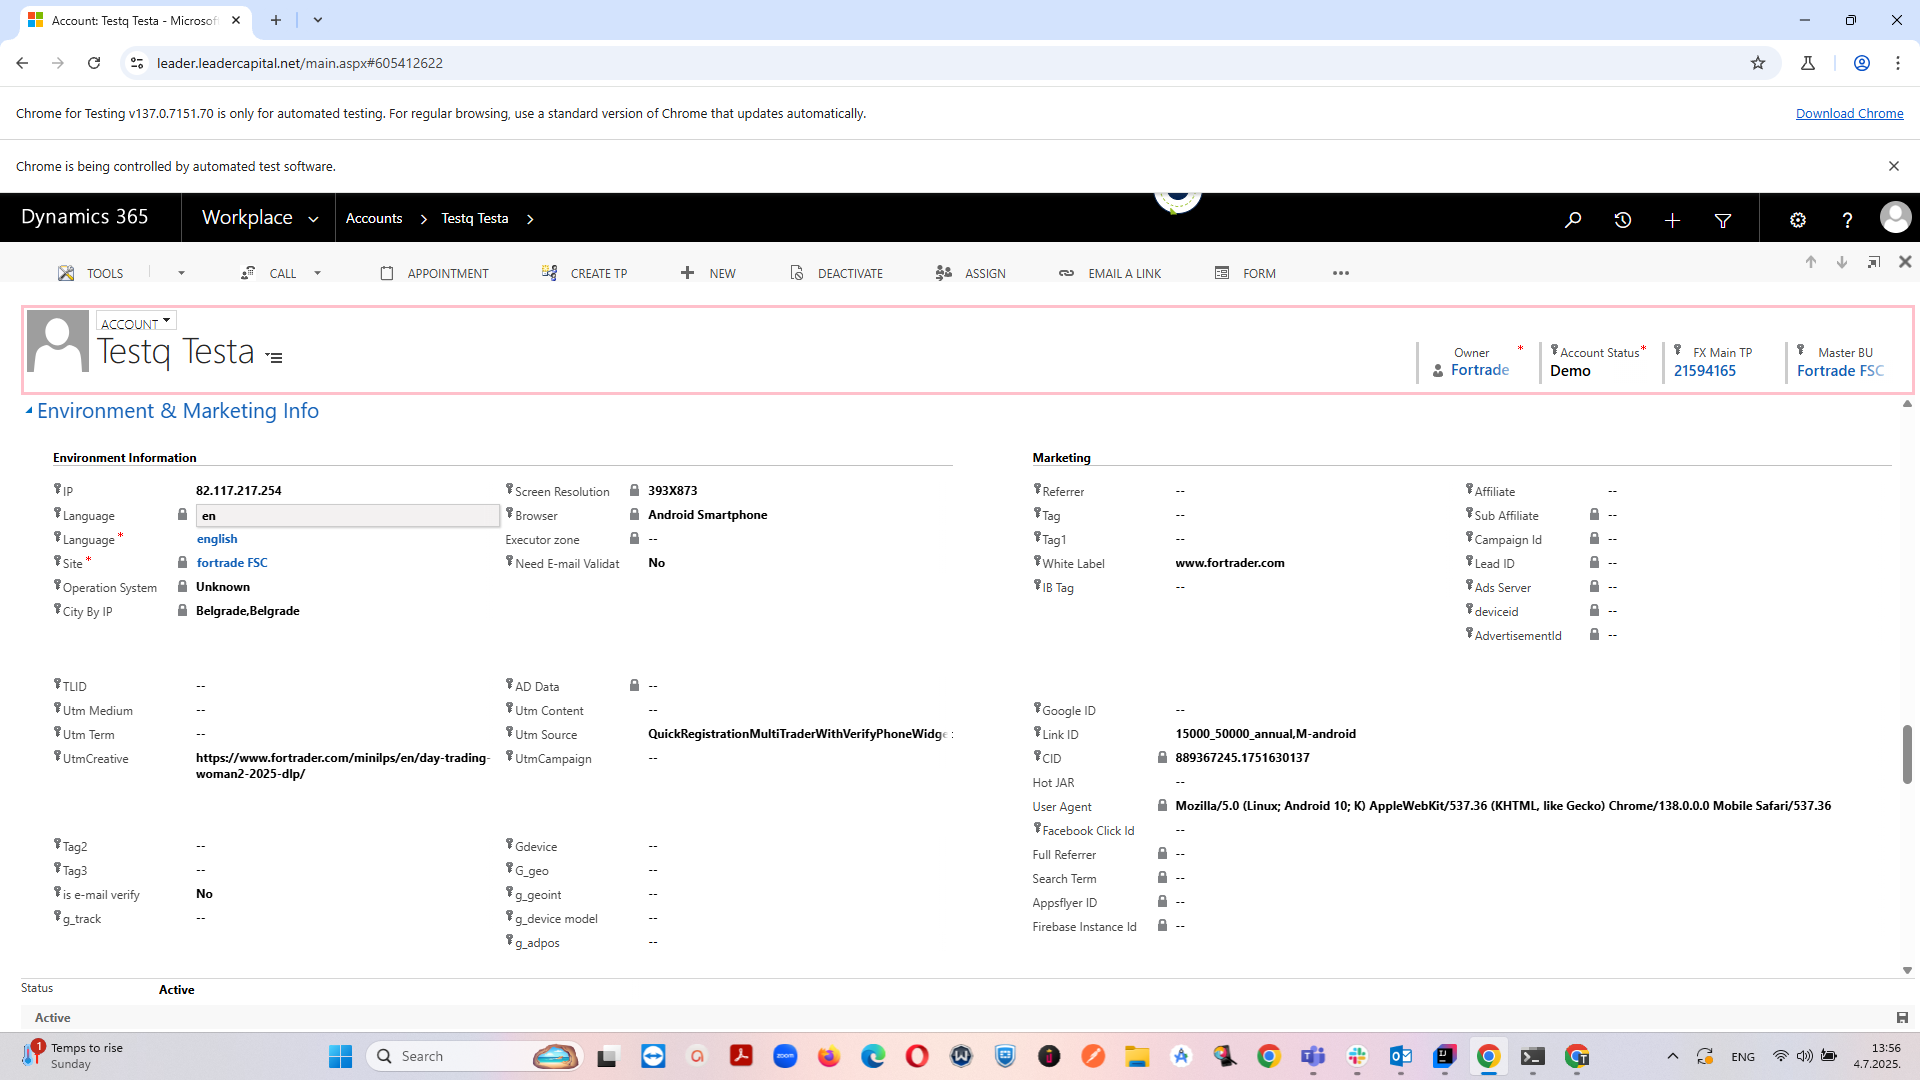 Account: Testq Testa - Microsof
leader.leadercapital.net/main.aspx#605412622
Chrome for Testing v137.0.7151.70 is only for automated testing. For regular browsing, use a standard version of Chrome that updates automatically.
Download Chrome
Chrome is being controlled by automated test software.
Dynamics 365
Workplace
Accounts
Testq Testa
TOOLS
CALL
APPOINTMENT
CREATE TP
NEW
DEACTIVATE
ASSIGN
EMAIL A LINK
FORM
ACCOUNT
Testq Testa
Owner *
Fortrade
Account Status *
Demo
FX Main TP
21594165
Master BU
Fortrade FSC
Environment & Marketing Info
Environment Information
IP 82.117.217.254
Language en
Language * english
Site * fortrade FSC
Operation System Unknown
City By IP Belgrade,Belgrade
Screen Resolution 393X873
Browser Android Smartphone
Executor zone --
Need E-mail Validat No
Marketing
Referrer --
Tag --
Tag1 --
White Label www.fortrader.com
IB Tag --
Affiliate --
Sub Affiliate --
Campaign Id --
Lead ID --
Ads Server --
deviceid --
AdvertisementId --
TLID --
Utm Medium --
Utm Term --
UtmCreative https://www.fortrader.com/minilps/en/day-trading-
woman2-2025-dlp/
AD Data --
Utm Content --
Utm Source QuickRegistrationMultiTraderWithVerifyPhoneWidge
UtmCampaign --
Google ID --
Link ID 15000_50000_annual,M-android
CID 889367245.1751630137
Hot JAR --
User Agent Mozilla/5.0 (Linux; Android 10; K) AppleWebKit/537.36 (KHTML, like Gecko) Chrome/138.0.0.0 Mobile Safari/537.36
Facebook Click Id --
Full Referrer --
Search Term --
Appsflyer ID --
Firebase Instance Id --
Tag2 --
Tag3 --
is e-mail verify No
g_track --
Gdevice --
G_geo --
g_geoint --
g_device model --
g_adpos --
Status Active
Active
1
Temps to rise
Sunday
Search
zoom
ENG
13:56
4.7.2025.